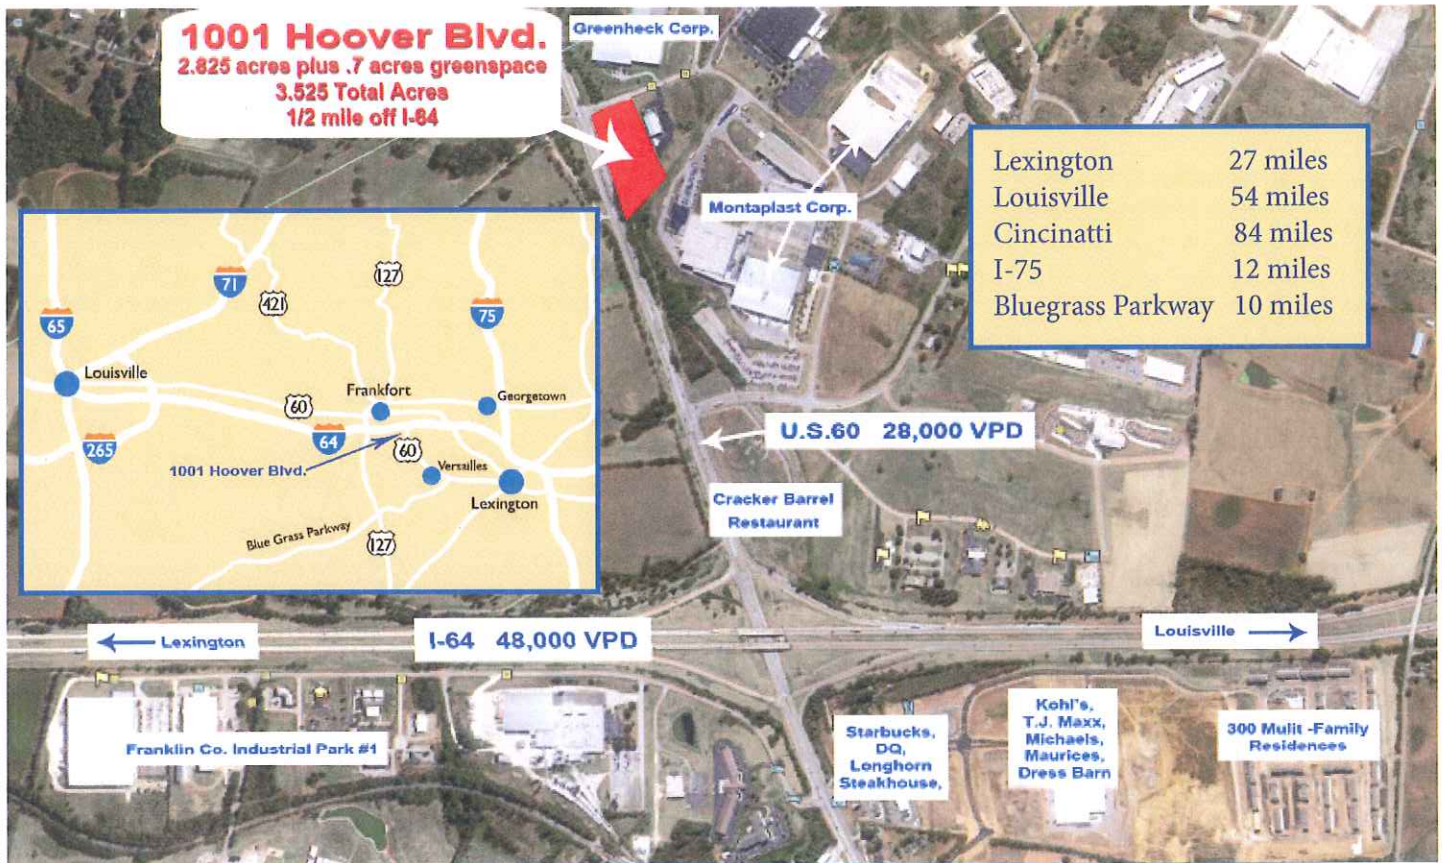 1001 Hoover Blvd.
2.825 acres plus .7 acres greenspace
3.525 Total Acres
1/2 mile off I-64
Greenheck Corp.
Montaplast Corp.
Lexington 27 miles
Louisville 54 miles
Cincinatti 84 miles
I-75 12 miles
Bluegrass Parkway 10 miles
71
421
127
65
75
Louisville
Frankfort
Georgetown
60
64
265
60
1001 Hoover Blvd.
Versailles
Lexington
Blue Grass Parkway
127
U.S.60 28,000 VPD
Cracker Barrel
Restaurant
Lexington
I-64 48,000 VPD
Louisville
Franklin Co. Industrial Park #1
Starbucks,
DQ,
Longhorn
Steakhouse,
Kohl's,
T.J. Maxx,
Michaels,
Maurices,
Dress Barn
300 Mulit -Family
Residences